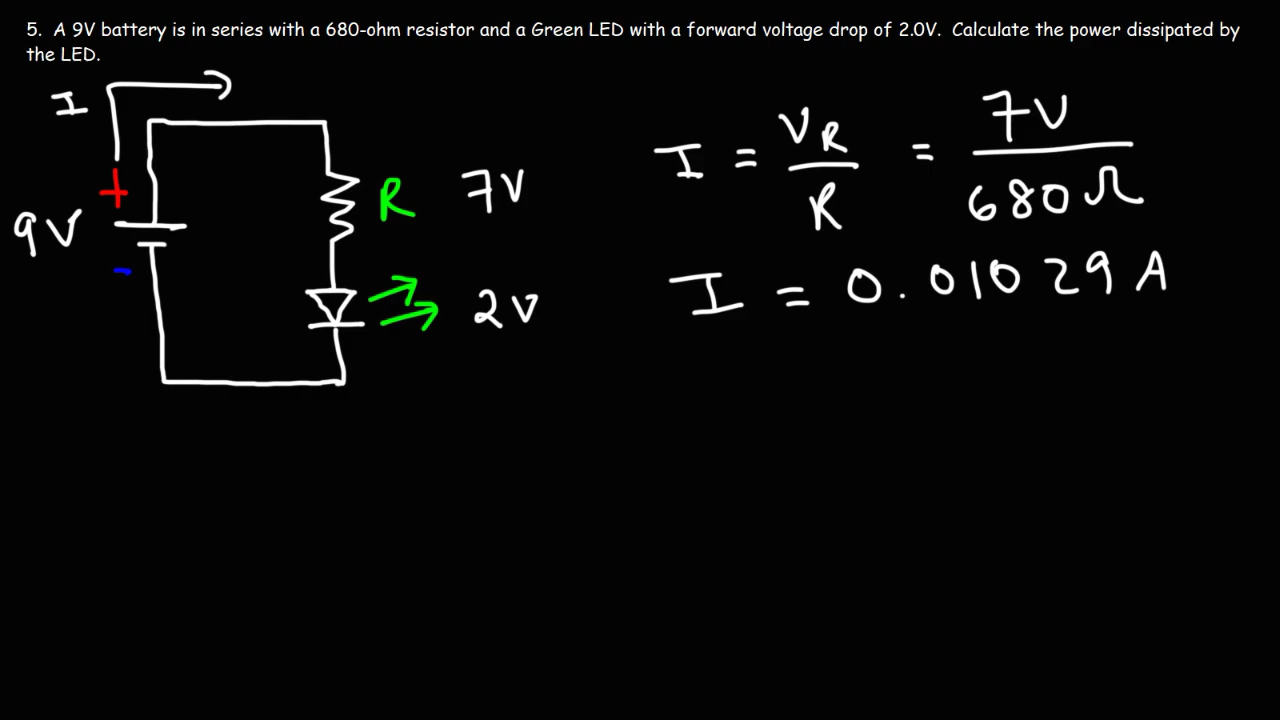 5. A 9V battery is in series with a 680-ohm resistor and a Green LED with a forward voltage drop of 2.0V. Calculate the power dissipated by
the LED.
I
+
9V
-
R 7V
2V
I = VR/R = 7V/680Ω
I = 0.01029 A